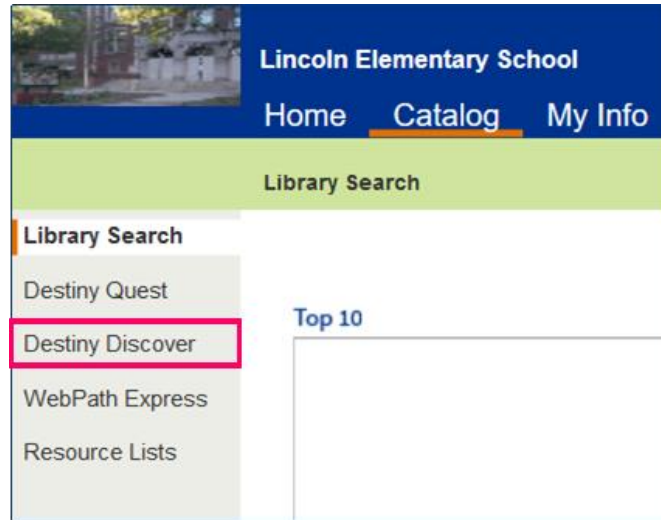 Lincoln Elementary School
Home Catalog My Info
Library Search
Library Search
Destiny Quest
Top 10
Destiny Discover
WebPath Express
Resource Lists